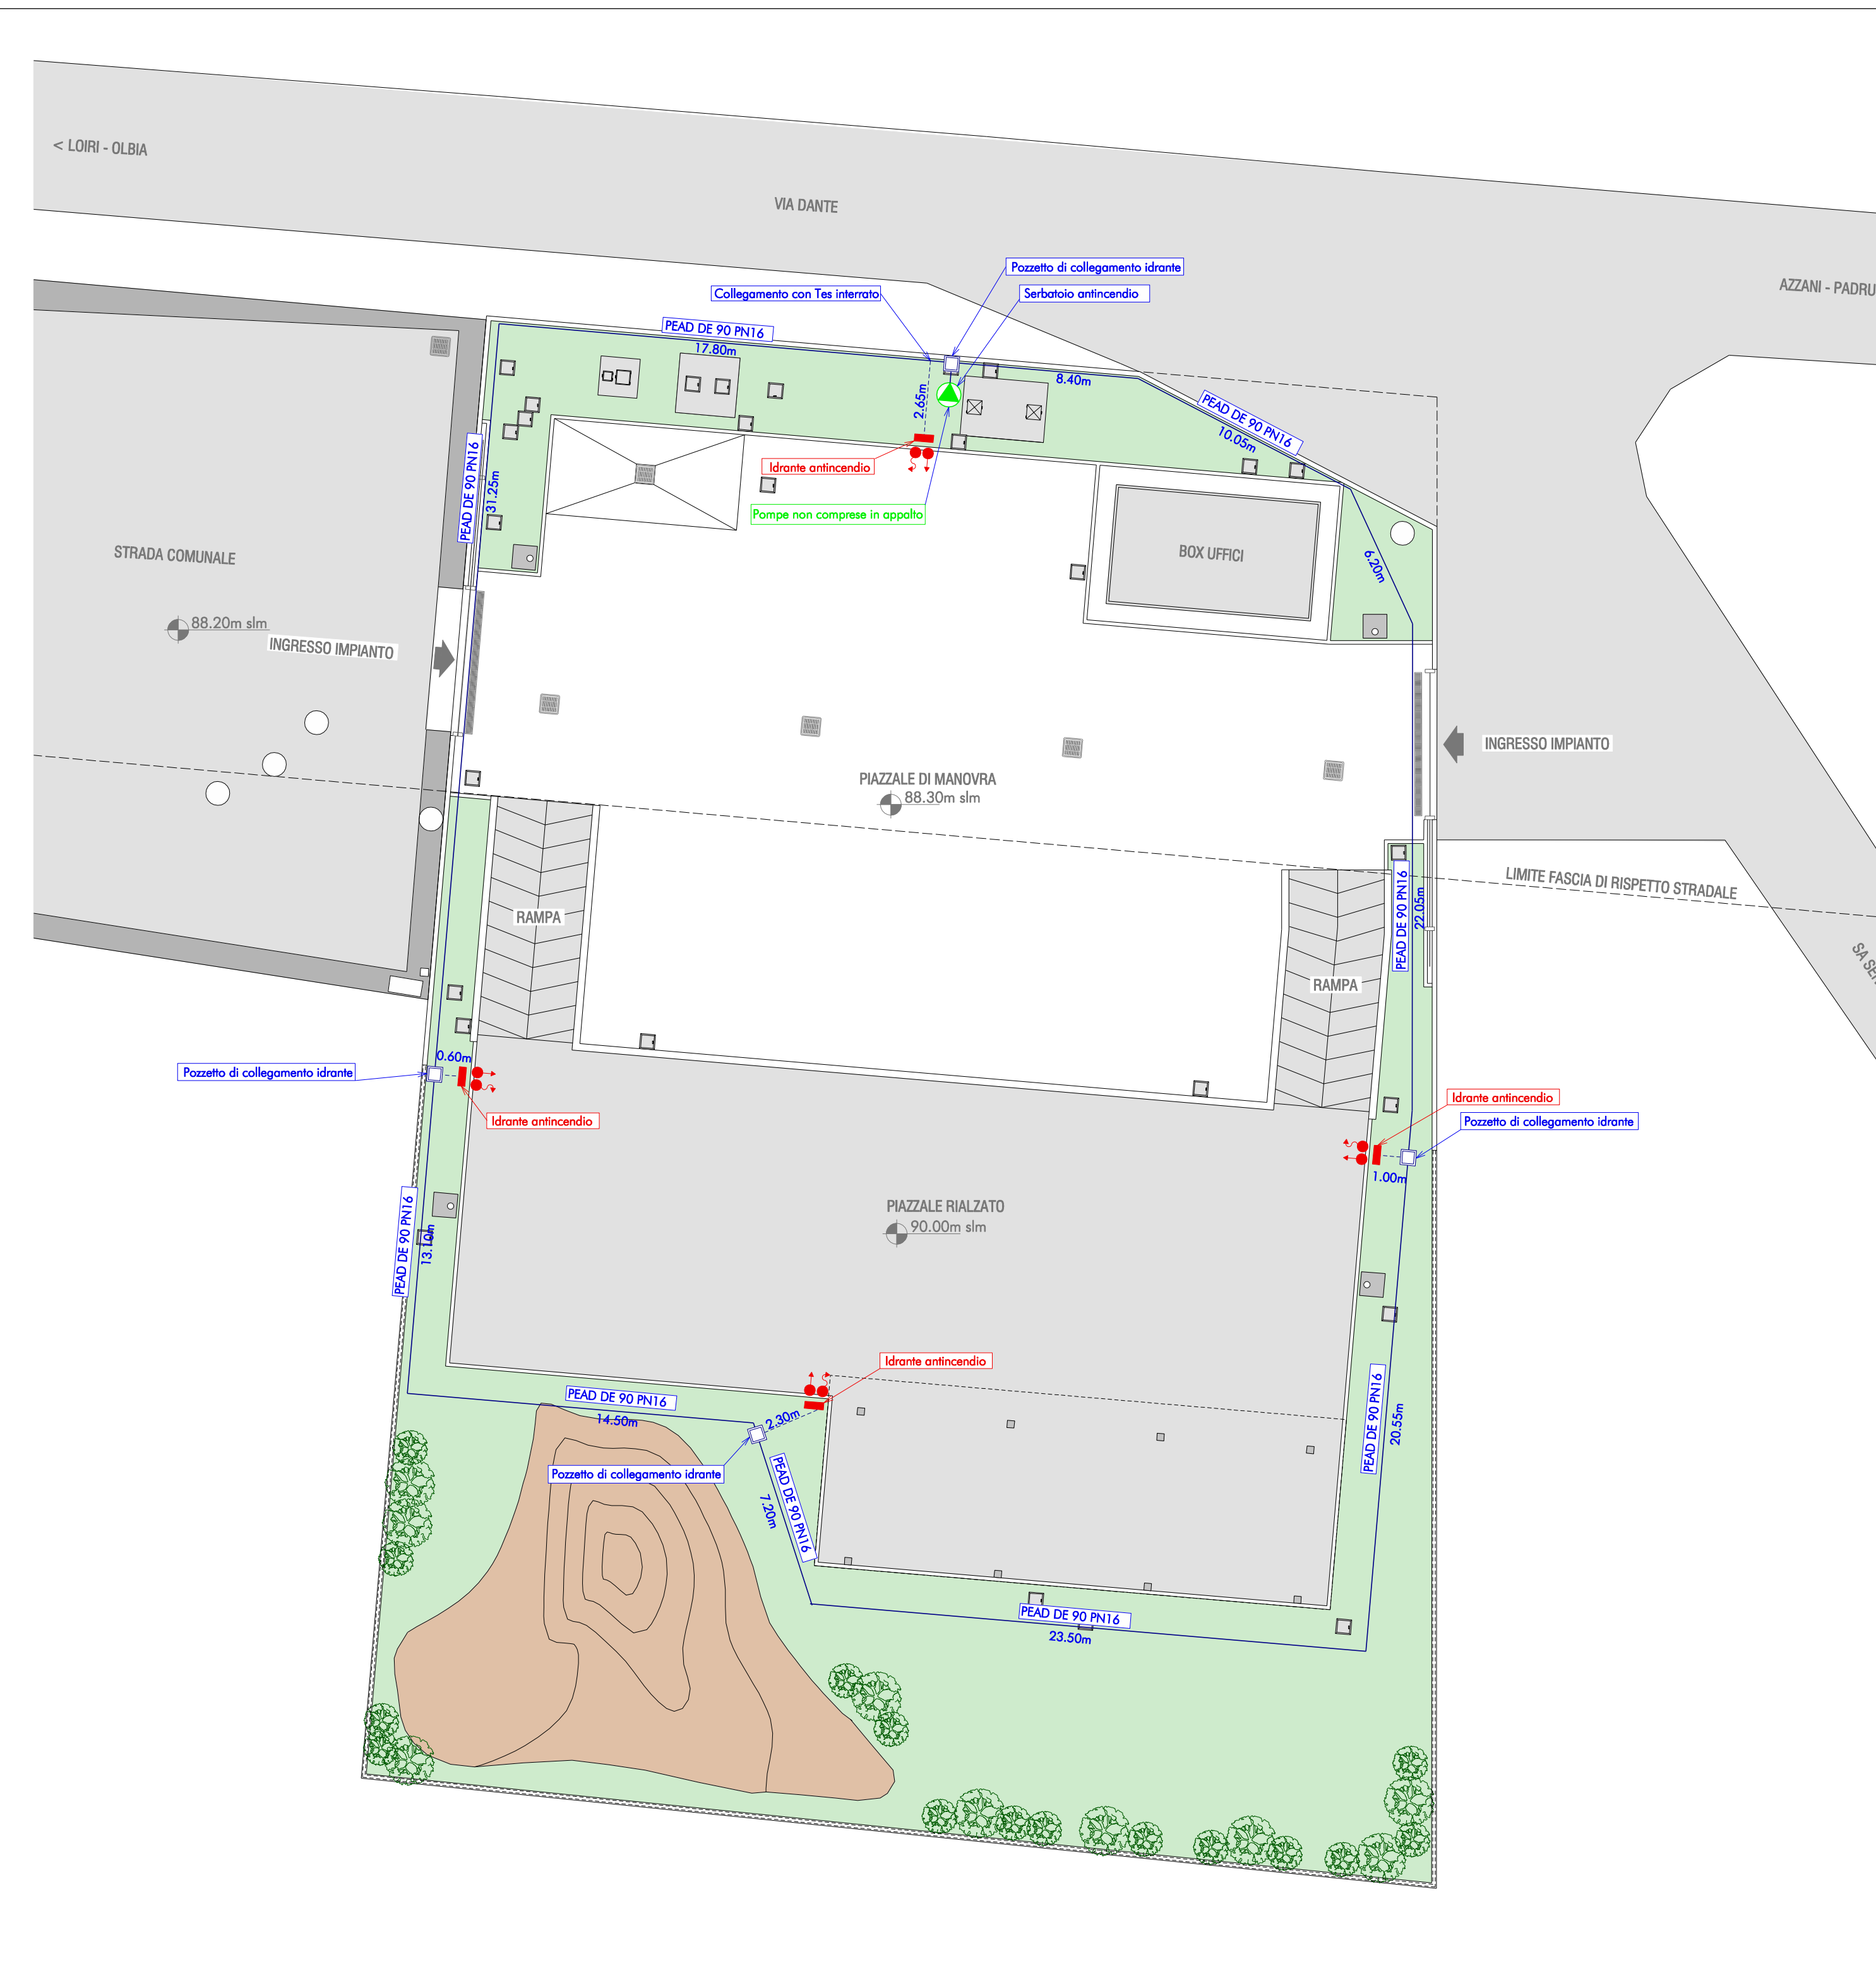 < LOIRI - OLBIA
VIA DANTE
AZZANI - PADRU
Pozzetto di collegamento idrante
Collegamento con Tes interrato
Serbatoio antincendio
PEAD DE 90 PN16
17.80m
8.40m
2.65m
PEAD DE 90 PN16
10.05m
Idrante antincendio
PEAD DE 90 PN16
31.25m
Pompe non comprese in appalto
STRADA COMUNALE
BOX UFFICI
6.20m
88.20m slm
INGRESSO IMPIANTO
INGRESSO IMPIANTO
PIAZZALE DI MANOVRA
88.30m slm
LIMITE FASCIA DI RISPETTO STRADALE
PEAD DE 90 PN16
22.05m
RAMPA
RAMPA
0.60m
Pozzetto di collegamento idrante
Idrante antincendio
Idrante antincendio
Pozzetto di collegamento idrante
1.00m
PIAZZALE RIALZATO
90.00m slm
PEAD DE 90 PN16
13.10m
Idrante antincendio
PEAD DE 90 PN16
14.50m
2.30m
PEAD DE 90 PN16
20.55m
Pozzetto di collegamento idrante
PEAD DE 90 PN16
7.20m
PEAD DE 90 PN16
23.50m